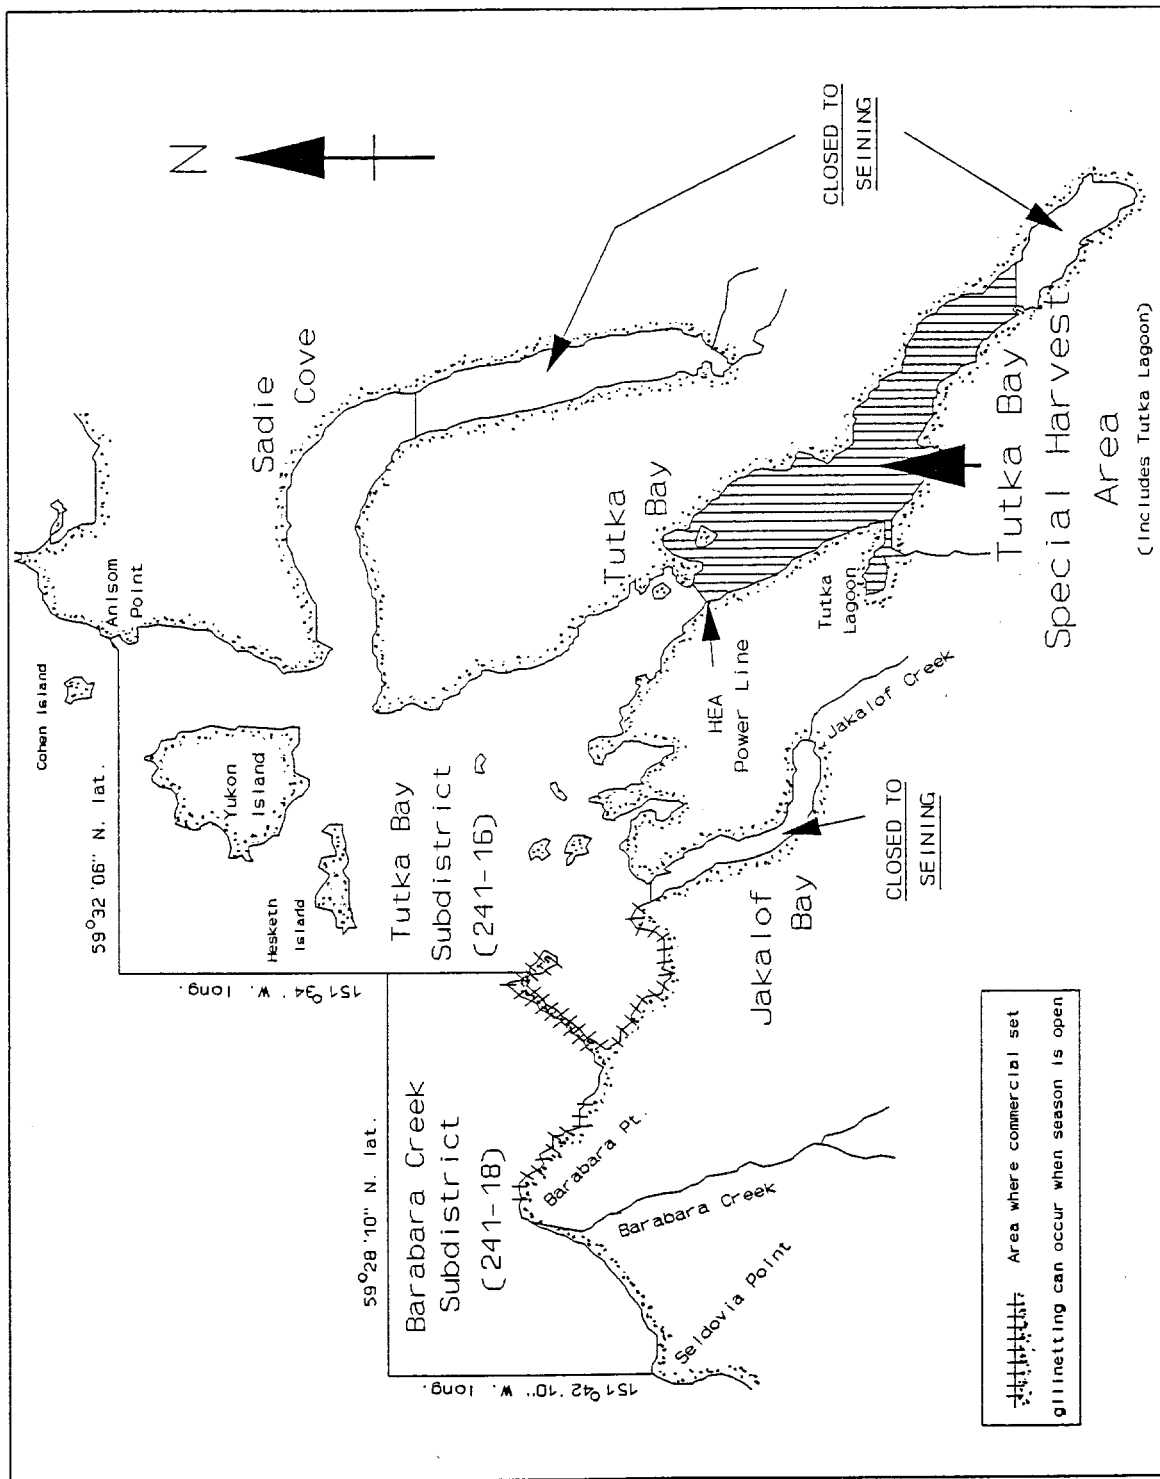 N
CLOSED TO
SEINING
Sadie
Cove
Anisom
Point
Cohen Island
59° 32 '06" N. lat.
Yukon
Island
Hesketh
Island
151° 34 ' W. long.
Tutka Bay
Subdistrict
(241-16)
Tutka
Bay
HEA
Power Line
Tutka
Lagoon
Tutka Bay
Special Harvest
Area
(Includes Tutka Lagoon)
Jakalof Creek
CLOSED TO
SEINING
Jakalof
Bay
59° 28 '10" N. lat.
Barabara Creek
Subdistrict
(241-18)
151° 42 '10" W. long.
Barabara Pt.
Barabara Creek
Seldovia Point
Area where commercial set
gillnetting can occur when season is open